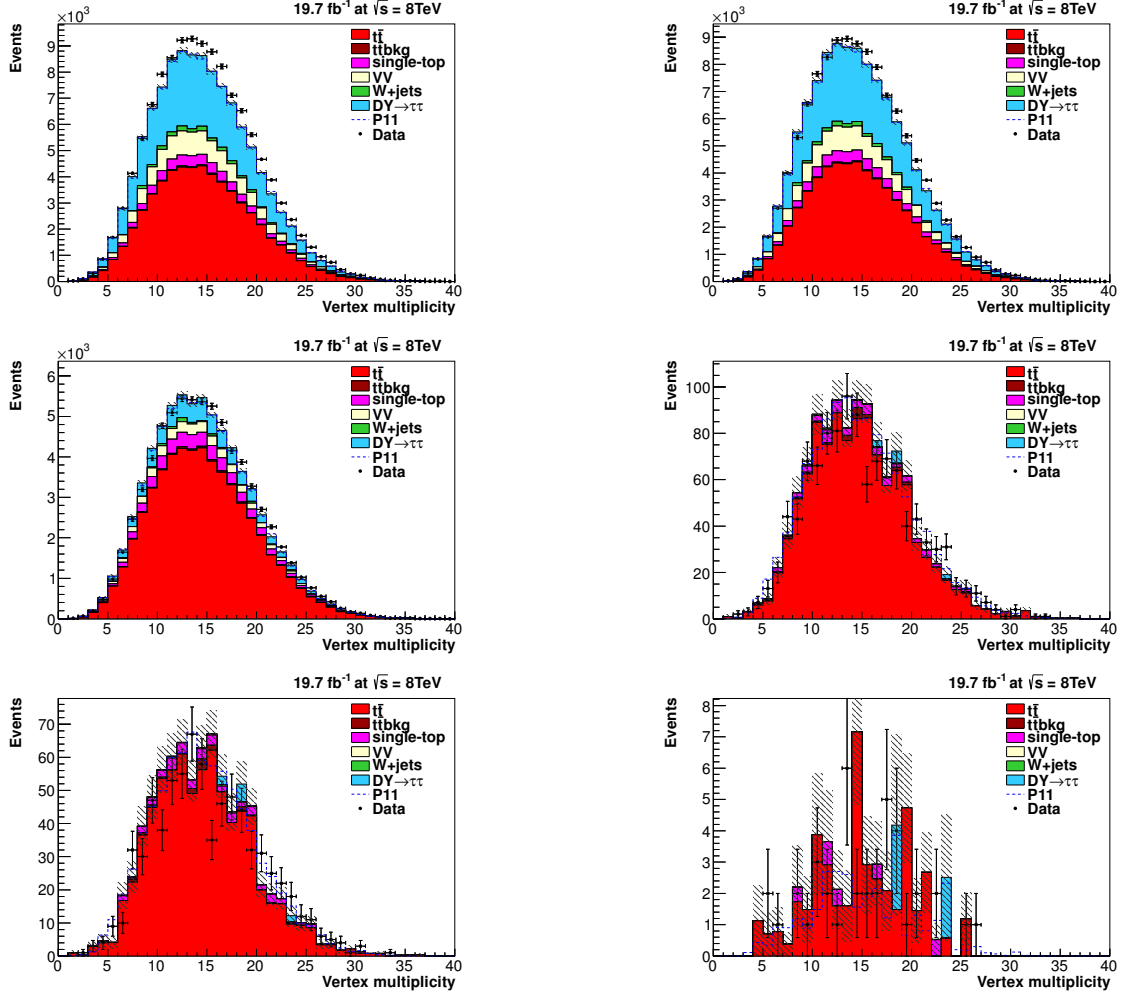 19.7 fb⁻¹ at √s = 8TeV
×10³
Events
9
8
7
6
5
4
3
2
1
0
tt̄
ttbkg
single-top
VV
W+jets
DY→ττ
P11
Data
0 5 10 15 20 25 30 35 40
Vertex multiplicity
19.7 fb⁻¹ at √s = 8TeV
×10³
Events
9
8
7
6
5
4
3
2
1
0
tt̄
ttbkg
single-top
VV
W+jets
DY→ττ
P11
Data
0 5 10 15 20 25 30 35 40
Vertex multiplicity
19.7 fb⁻¹ at √s = 8TeV
×10³
Events
6
5
4
3
2
1
0
tt̄
ttbkg
single-top
VV
W+jets
DY→ττ
P11
Data
0 5 10 15 20 25 30 35 40
Vertex multiplicity
19.7 fb⁻¹ at √s = 8TeV
Events
100
80
60
40
20
0
tt̄
ttbkg
single-top
VV
W+jets
DY→ττ
P11
Data
0 5 10 15 20 25 30 35 40
Vertex multiplicity
19.7 fb⁻¹ at √s = 8TeV
Events
70
60
50
40
30
20
10
0
tt̄
ttbkg
single-top
VV
W+jets
DY→ττ
P11
Data
0 5 10 15 20 25 30 35 40
Vertex multiplicity
19.7 fb⁻¹ at √s = 8TeV
Events
8
7
6
5
4
3
2
1
0
tt̄
ttbkg
single-top
VV
W+jets
DY→ττ
P11
Data
0 5 10 15 20 25 30 35 40
Vertex multiplicity